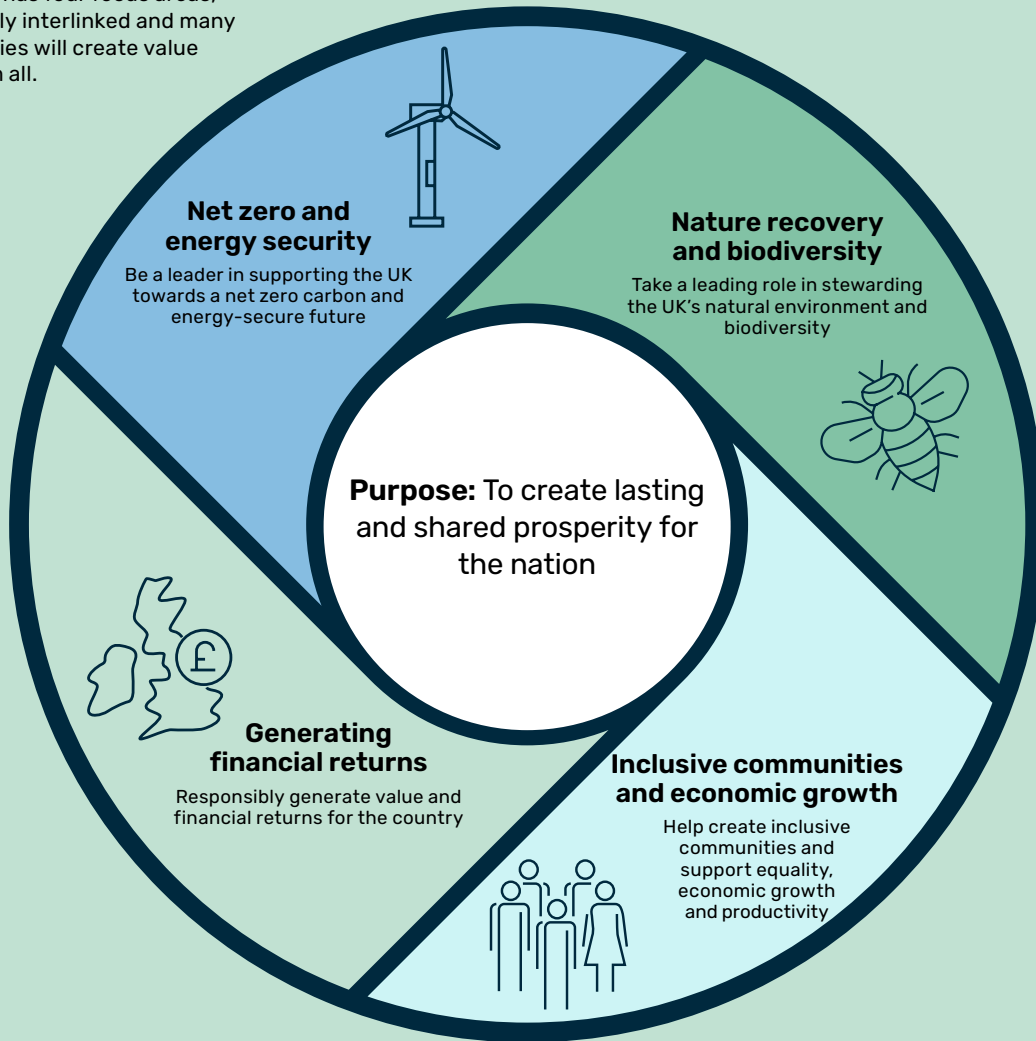 has four focus areas,
interlinked and many
will create value
all.
Net zero and
energy security
Be a leader in supporting the UK
towards a net zero carbon and
energy-secure future
Nature recovery
and biodiversity
Take a leading role in stewarding
the UK’s natural environment and
biodiversity
Purpose: To create lasting
and shared prosperity for
the nation
£
Generating
financial returns
Responsibly generate value and
financial returns for the country
Inclusive communities
and economic growth
Help create inclusive
communities and
support equality,
economic growth
and productivity